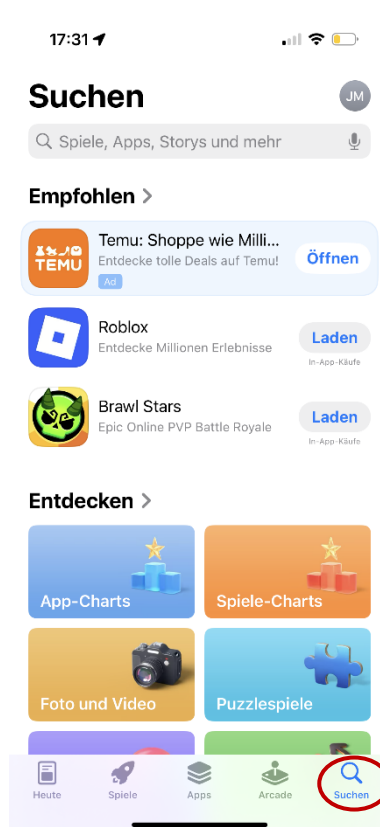 17:31
Suchen
JM
Spiele, Apps, Storys und mehr
Empfohlen
TEMU
Temu: Shoppe wie Milli...
Entdecke tolle Deals auf Temu!
Ad
Öffnen
Roblox
Entdecke Millionen Erlebnisse
Laden
In-App-Käufe
Brawl Stars
Epic Online PVP Battle Royale
Laden
In-App-Käufe
Entdecken
App-Charts
Spiele-Charts
Foto und Video
Puzzlespiele
Heute
Spiele
Apps
Arcade
Suchen